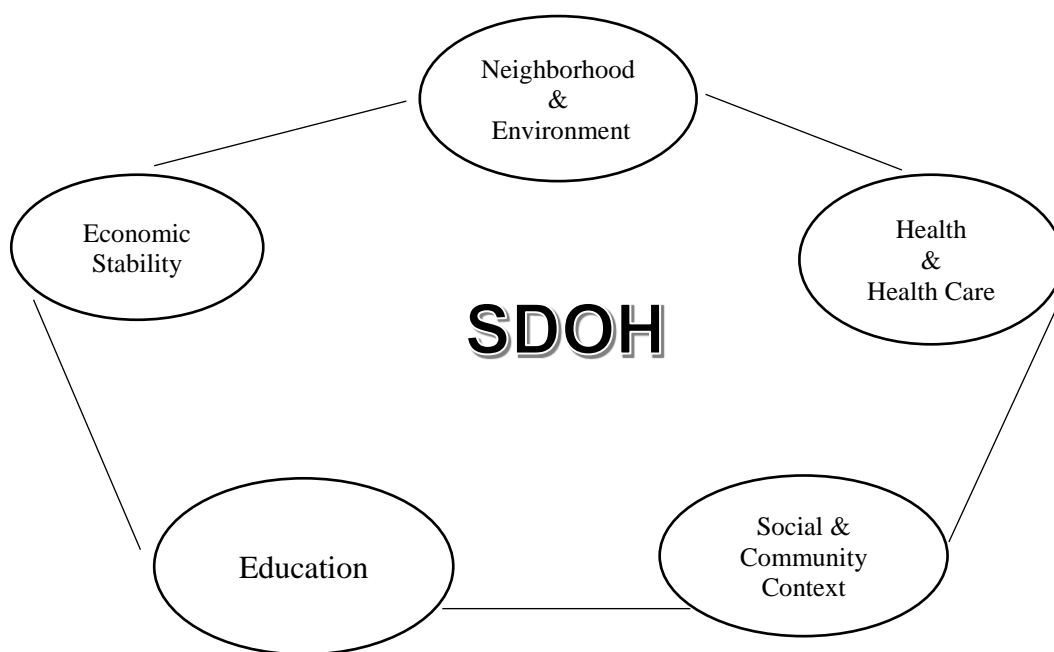 Neighborhood
&
Environment
Economic
Stability
Health
&
Health Care
SDOH
Education
Social &
Community
Context